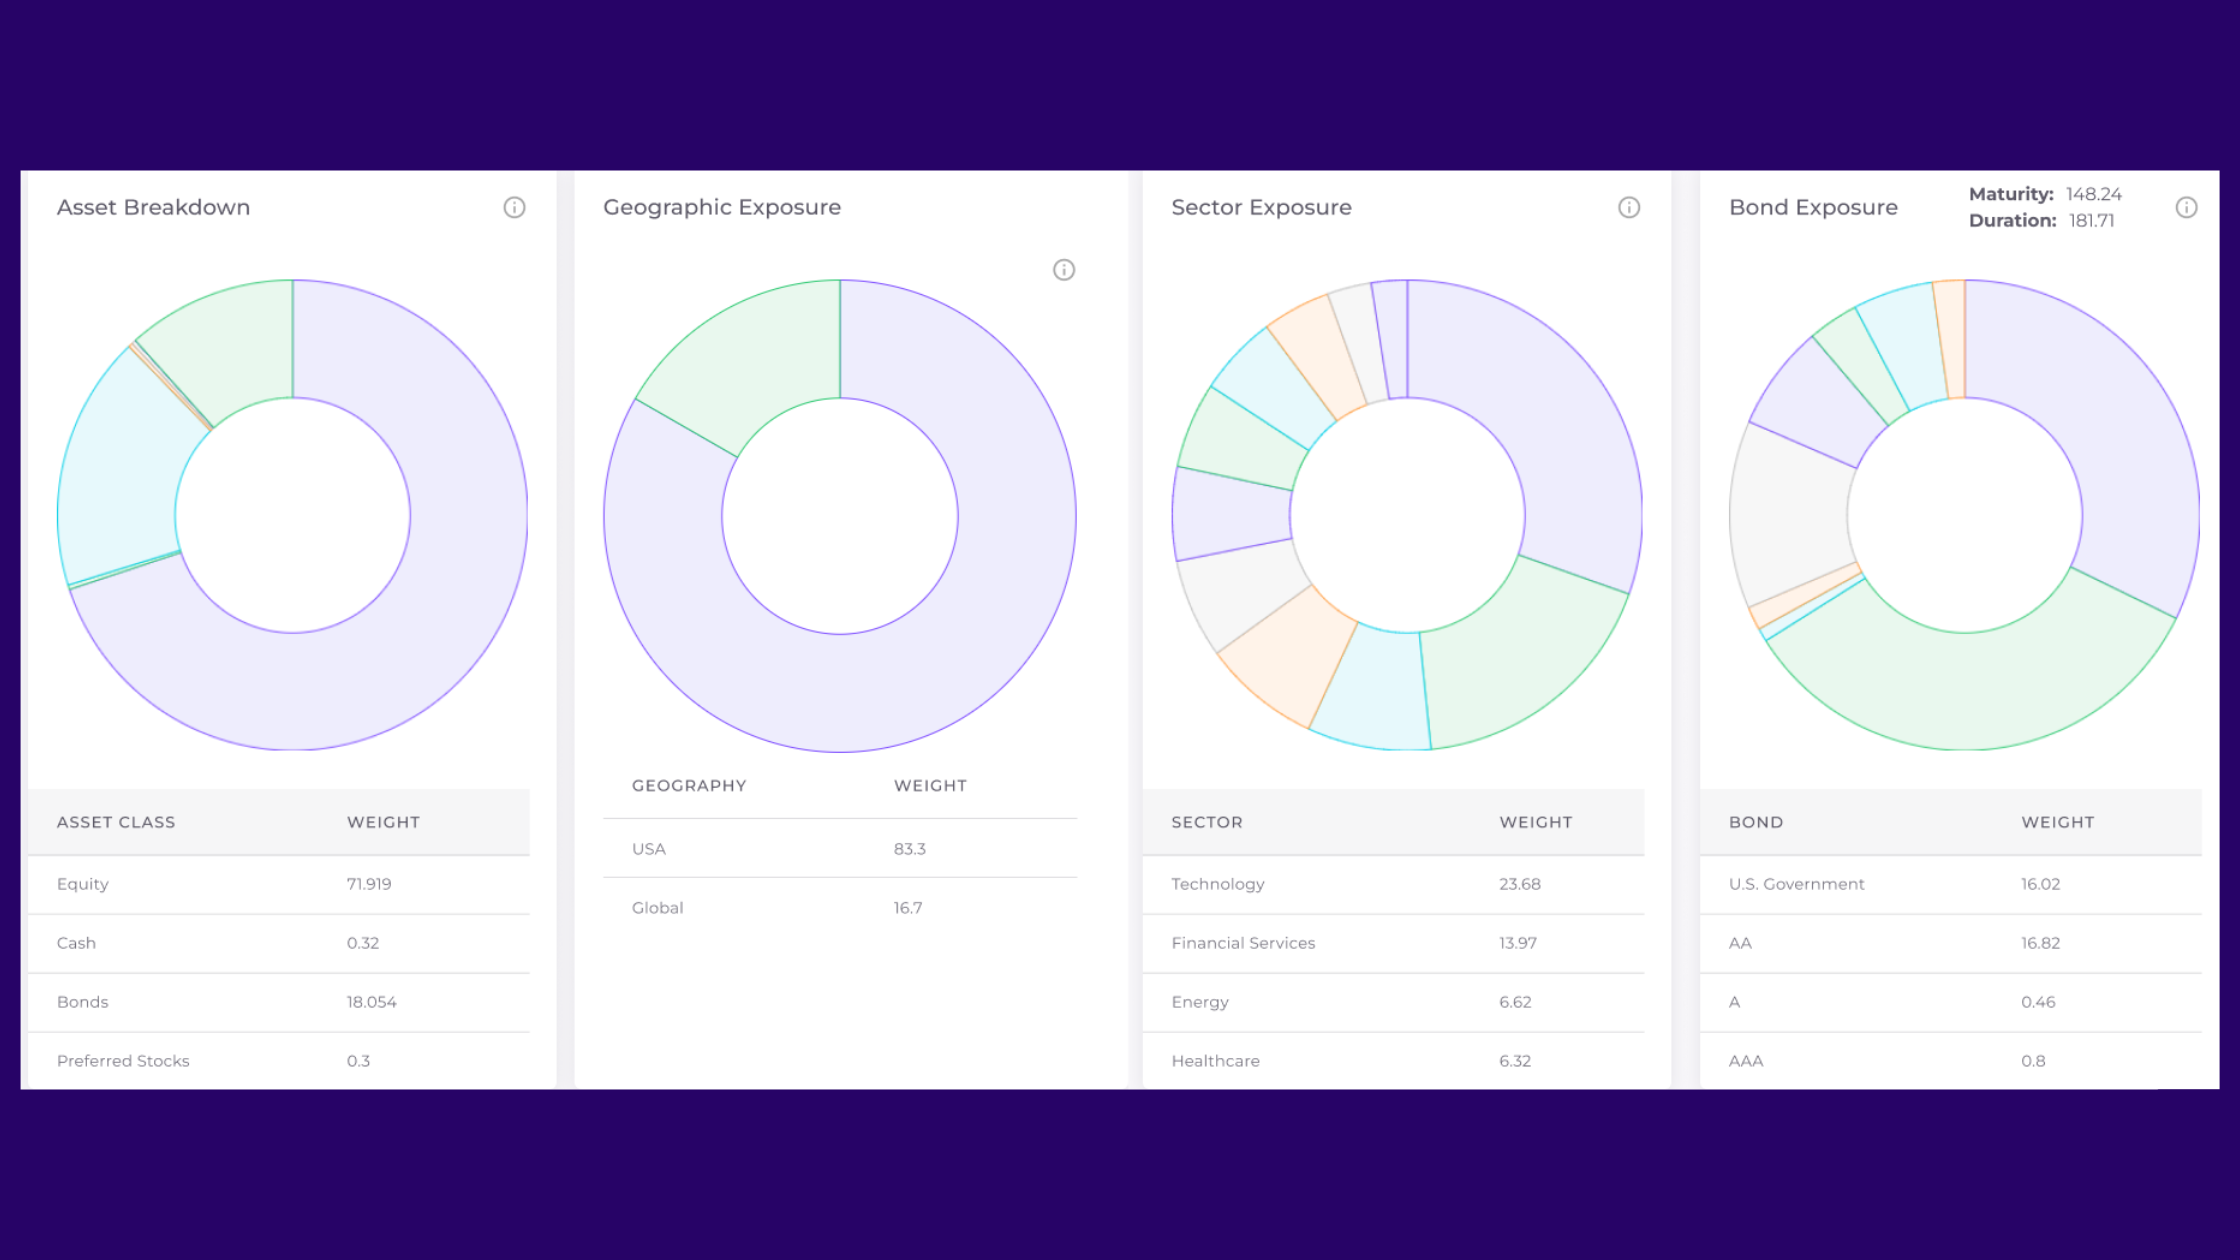 Asset Breakdown
ASSET CLASS WEIGHT
Equity 71.919
Cash 0.32
Bonds 18.054
Preferred Stocks 0.3
Geographic Exposure
GEOGRAPHY WEIGHT
USA 83.3
Global 16.7
Sector Exposure
SECTOR WEIGHT
Technology 23.68
Financial Services 13.97
Energy 6.62
Healthcare 6.32
Bond Exposure
Maturity: 148.24
Duration: 181.71
BOND WEIGHT
U.S. Government 16.02
AA 16.82
A 0.46
AAA 0.8